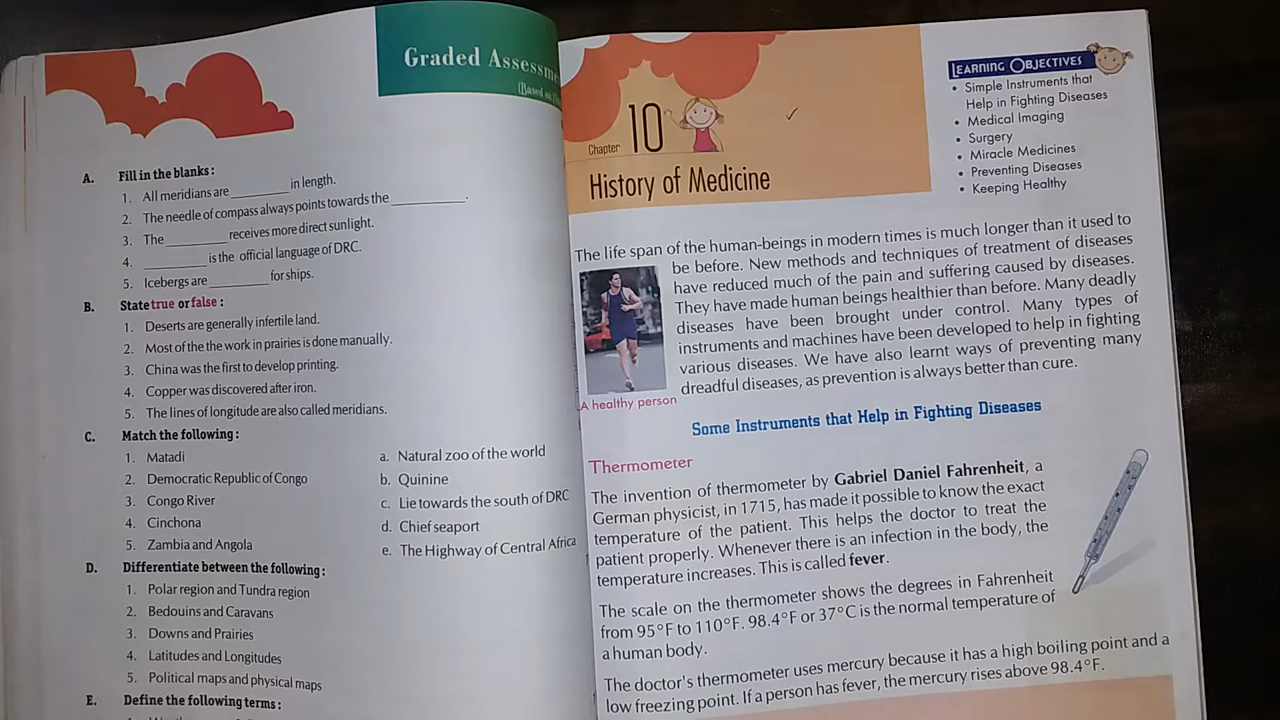 Graded Assessme
(Based on
A. Fill in the blanks :
1. All meridians are _________ in length.
2. The needle of compass always points towards the __________.
3. The _________ receives more direct sunlight.
4. _________ is the official language of DRC.
5. Icebergs are _________ for ships.
B. State true or false :
1. Deserts are generally infertile land.
2. Most of the the work in prairies is done manually.
3. China was the first to develop printing.
4. Copper was discovered after iron.
5. The lines of longitude are also called meridians.
C. Match the following :
1. Matadi a. Natural zoo of the world
2. Democratic Republic of Congo b. Quinine
3. Congo River c. Lie towards the south of DRC
4. Cinchona d. Chief seaport
5. Zambia and Angola e. The Highway of Central Africa
D. Differentiate between the following :
1. Polar region and Tundra region
2. Bedouins and Caravans
3. Downs and Prairies
4. Latitudes and Longitudes
5. Political maps and physical maps
E. Define the following terms :
Chapter 10
History of Medicine
LEARNING OBJECTIVES
• Simple Instruments that
Help in Fighting Diseases
• Medical Imaging
• Surgery
• Miracle Medicines
• Preventing Diseases
• Keeping Healthy
The life span of the human-beings in modern times is much longer than it used to
be before. New methods and techniques of treatment of diseases
have reduced much of the pain and suffering caused by diseases.
They have made human beings healthier than before. Many deadly
diseases have been brought under control. Many types of
instruments and machines have been developed to help in fighting
various diseases. We have also learnt ways of preventing many
dreadful diseases, as prevention is always better than cure.
A healthy person
Some Instruments that Help in Fighting Diseases
Thermometer
The invention of thermometer by Gabriel Daniel Fahrenheit, a
German physicist, in 1715, has made it possible to know the exact
temperature of the patient. This helps the doctor to treat the
patient properly. Whenever there is an infection in the body, the
temperature increases. This is called fever.
The scale on the thermometer shows the degrees in Fahrenheit
from 95°F to 110°F. 98.4°F or 37°C is the normal temperature of
a human body.
The doctor's thermometer uses mercury because it has a high boiling point and a
low freezing point. If a person has fever, the mercury rises above 98.4°F.